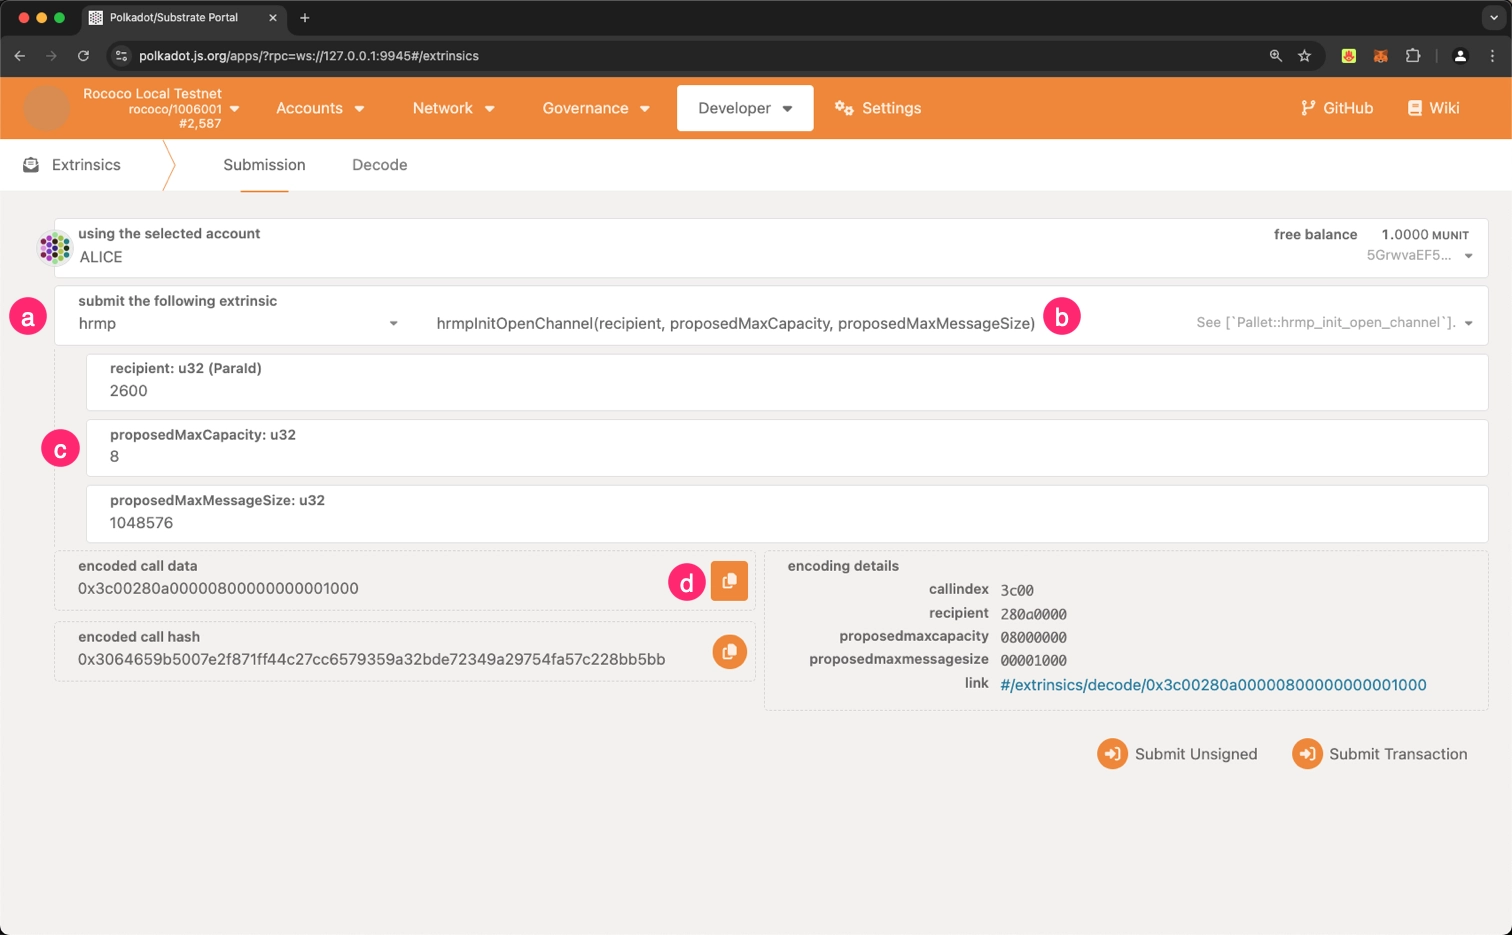 Polkadot/Substrate Portal
polkadot.js.org/apps/?rpc=ws://127.0.0.1:9945#/extrinsics
Rococo Local Testnet
rococo/1006001
#2,587
Accounts
Network
Governance
Developer
Settings
GitHub
Wiki
Extrinsics
Submission
Decode
using the selected account
ALICE
free balance 1.0000 MUNIT
5GrwvaEF5...
a
submit the following extrinsic
hrmp
hrmpInitOpenChannel(recipient, proposedMaxCapacity, proposedMaxMessageSize)
b
See [`Pallet::hrmp_init_open_channel`].
recipient: u32 (ParaId)
2600
c
proposedMaxCapacity: u32
8
proposedMaxMessageSize: u32
1048576
encoded call data
0x3c00280a00000800000000001000
d
encoded call hash
0x3064659b5007e2f871ff44c27cc6579359a32bde72349a29754fa57c228bb5bb
encoding details
callindex 3c00
recipient 280a0000
proposedmaxcapacity 08000000
proposedmaxmessagesize 00001000
link #/extrinsics/decode/0x3c00280a00000800000000001000
Submit Unsigned
Submit Transaction